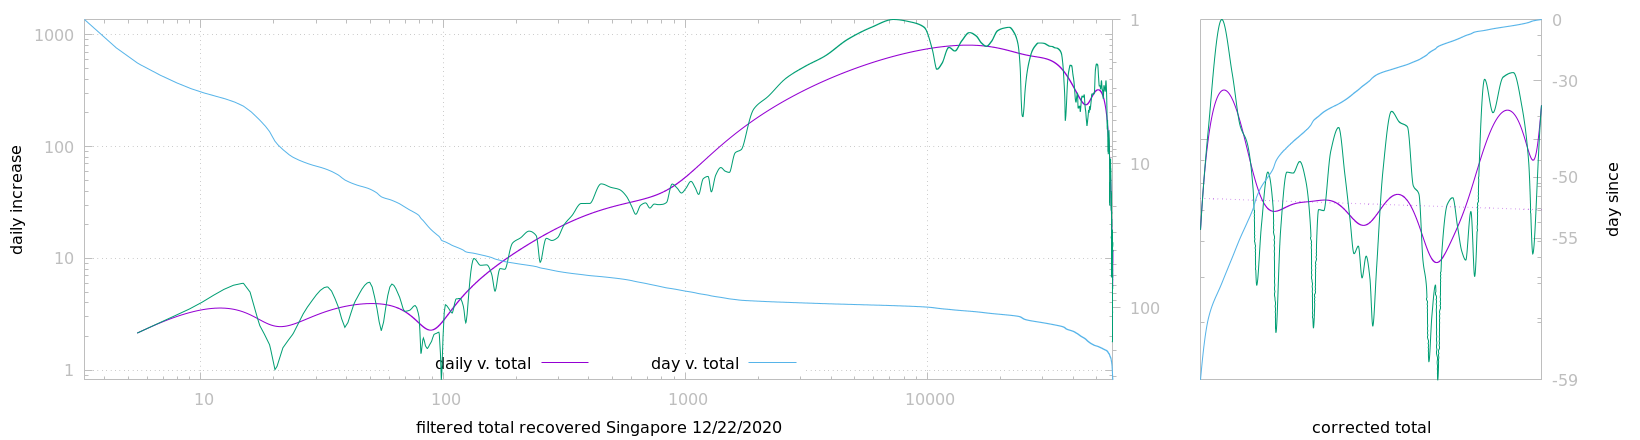 1000
100
10
1
daily increase
10
100
1000
10000
filtered total recovered Singapore 12/22/2020
daily v. total
day v. total
1
10
100
corrected total
0
-30
-50
-55
-59
day since